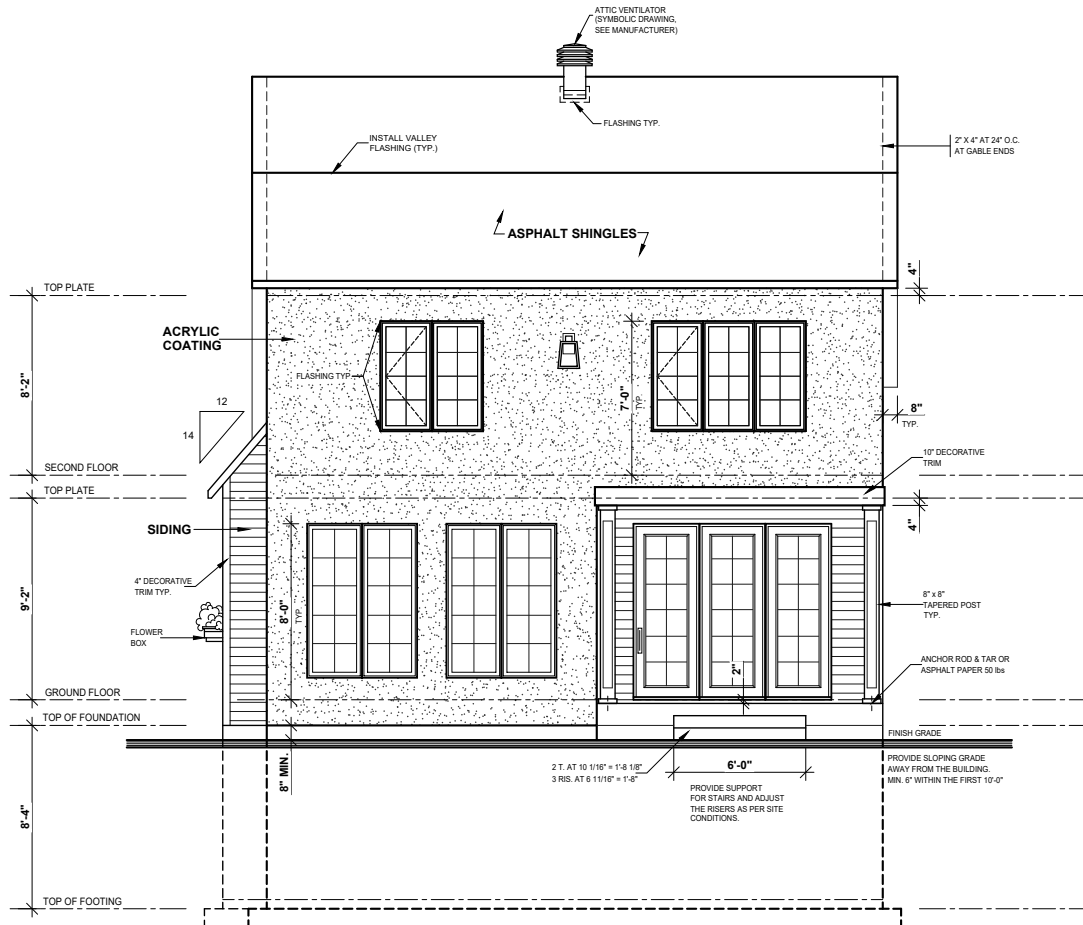 ATTIC VENTILATOR
(SYMBOLIC DRAWING,
SEE MANUFACTURER)
FLASHING TYP.
INSTALL VALLEY
FLASHING (TYP.)
2" X 4" AT 24" O.C.
AT GABLE ENDS
ASPHALT SHINGLES
4"
TOP PLATE
ACRYLIC
COATING
FLASHING TYP.
8'-2"
7'-0"
TYP.
12
14
8"
TYP.
10" DECORATIVE
TRIM
SECOND FLOOR
TOP PLATE
4"
SIDING
9'-2"
4" DECORATIVE
TRIM TYP.
8'-0"
TYP.
8" x 8"
TAPERED POST
TYP.
FLOWER
BOX
2"
ANCHOR ROD & TAR OR
ASPHALT PAPER 50 lbs
GROUND FLOOR
TOP OF FOUNDATION
FINISH GRADE
8" MIN.
2 T. AT 10 1/16" = 1'-8 1/8"
3 RIS. AT 6 11/16" = 1'-8"
6'-0"
PROVIDE SLOPING GRADE
AWAY FROM THE BUILDING.
MIN. 6" WITHIN THE FIRST 10'-0"
PROVIDE SUPPORT
FOR STAIRS AND ADJUST
THE RISERS AS PER SITE
CONDITIONS.
8'-4"
TOP OF FOOTING